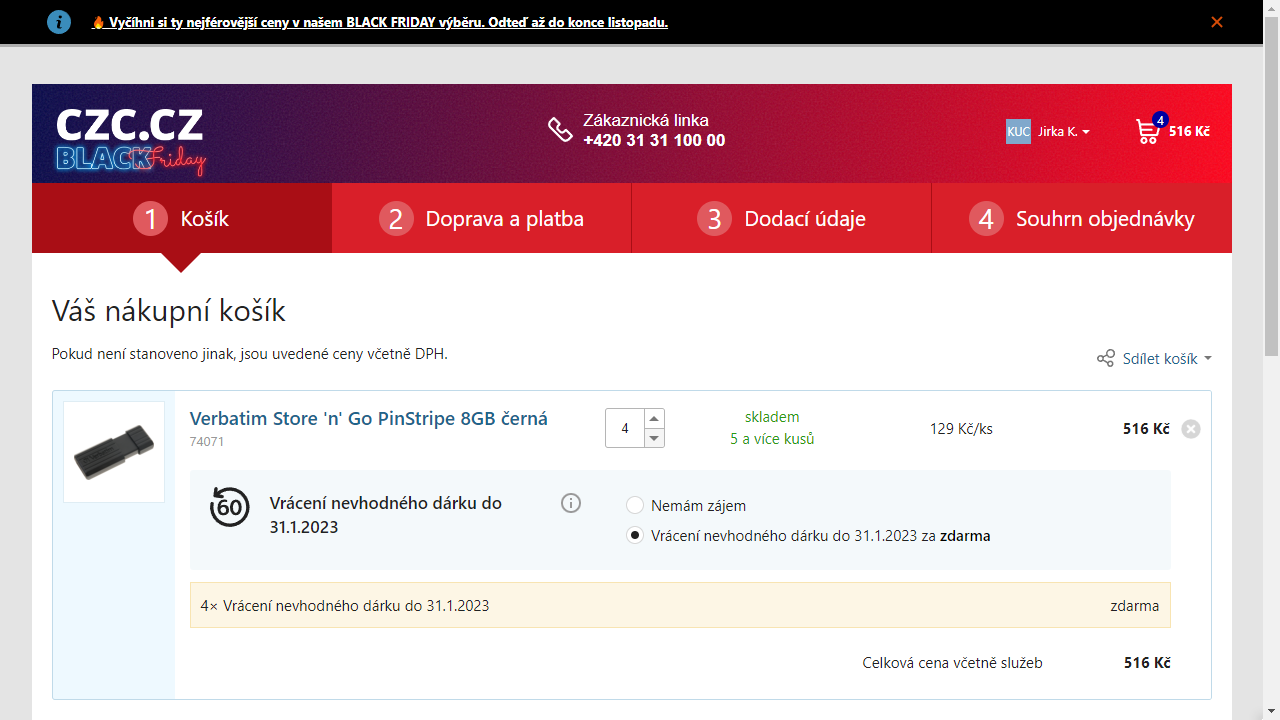 🔥 Vyčíhni si ty nejférovější ceny v našem BLACK FRIDAY výběru. Odteď až do konce listopadu.
CZC.CZ
BLACK Friday
Zákaznická linka
+420 31 31 100 00
KUC Jirka K.
4
516 Kč
1 Košík
2 Doprava a platba
3 Dodací údaje
4 Souhrn objednávky
Váš nákupní košík
Pokud není stanoveno jinak, jsou uvedené ceny včetně DPH.
Sdílet košík
Verbatim Store 'n' Go PinStripe 8GB černá
74071
4
skladem
5 a více kusů
129 Kč/ks
516 Kč
60
Vrácení nevhodného dárku do
31.1.2023
Nemám zájem
Vrácení nevhodného dárku do 31.1.2023 za zdarma
4× Vrácení nevhodného dárku do 31.1.2023
zdarma
Celková cena včetně služeb
516 Kč